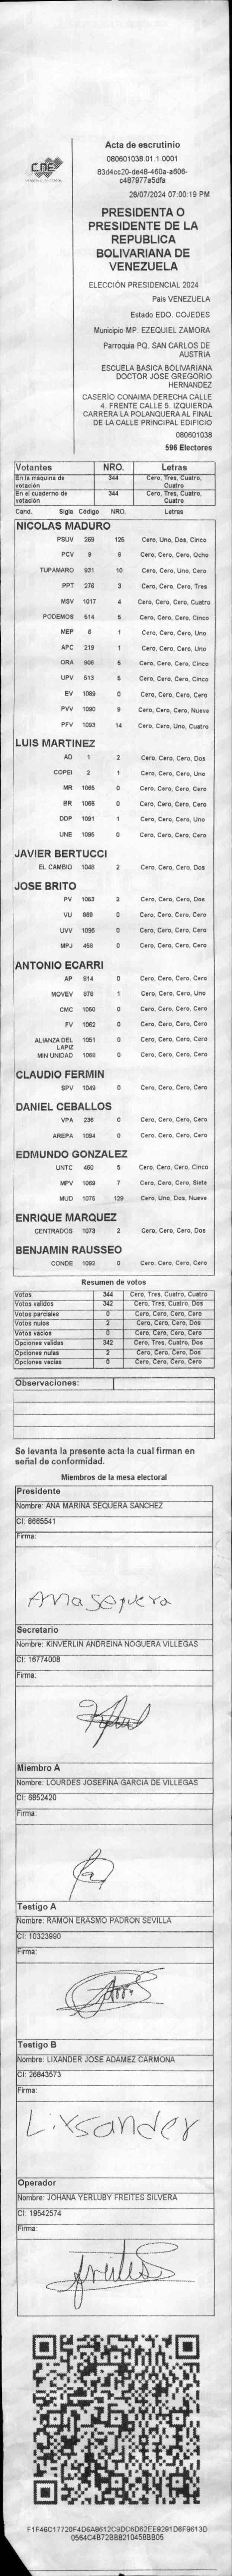 CNE
Acta de escrutinio
080601038.01.1.0001
83d4cc20-de48-460a-a606-
c487977a5dfa
28/07/2024 07:00:19 PM
PRESIDENTA O
PRESIDENTE DE LA
REPUBLICA
BOLIVARIANA DE
VENEZUELA
ELECCIÓN PRESIDENCIAL 2024
País VENEZUELA
Estado EDO. COJEDES
Municipio MP. EZEQUIEL ZAMORA
Parroquia PQ. SAN CARLOS DE
AUSTRIA
ESCUELA BASICA BOLIVARIANA
DOCTOR JOSE GREGORIO
HERNANDEZ
CASERÍO CONAIMA DERECHA CALLE
4. FRENTE CALLE 5. IZQUIERDA
CARRERA LA POLANQUERA AL FINAL
DE LA CALLE PRINCIPAL EDIFICIO
080601038
596 Electores
Votantes NRO. Letras
En la máquina de votación 344 Cero, Tres, Cuatro, Cuatro
En el cuaderno de votación 344 Cero, Tres, Cuatro, Cuatro
Cand. Sigla Código NRO. Letras
NICOLAS MADURO
PSUV 269 125 Cero, Uno, Dos, Cinco
PCV 9 8 Cero, Cero, Cero, Ocho
TUPAMARO 931 10 Cero, Cero, Uno, Cero
PPT 276 3 Cero, Cero, Cero, Tres
MSV 1017 4 Cero, Cero, Cero, Cuatro
PODEMOS 514 5 Cero, Cero, Cero, Cinco
MEP 6 1 Cero, Cero, Cero, Uno
APC 219 1 Cero, Cero, Cero, Uno
ORA 906 5 Cero, Cero, Cero, Cinco
UPV 513 5 Cero, Cero, Cero, Cinco
EV 1089 0 Cero, Cero, Cero, Cero
PVV 1090 9 Cero, Cero, Cero, Nueve
PFV 1093 14 Cero, Cero, Uno, Cuatro
LUIS MARTINEZ
AD 1 2 Cero, Cero, Cero, Dos
COPEI 2 1 Cero, Cero, Cero, Uno
MR 1065 0 Cero, Cero, Cero, Cero
BR 1066 0 Cero, Cero, Cero, Cero
DDP 1091 1 Cero, Cero, Cero, Uno
UNE 1095 0 Cero, Cero, Cero, Cero
JAVIER BERTUCCI
EL CAMBIO 1048 2 Cero, Cero, Cero, Dos
JOSE BRITO
PV 1063 2 Cero, Cero, Cero, Dos
VU 888 0 Cero, Cero, Cero, Cero
UVV 1096 0 Cero, Cero, Cero, Cero
MPJ 458 0 Cero, Cero, Cero, Cero
ANTONIO ECARRI
AP 914 0 Cero, Cero, Cero, Cero
MOVEV 978 1 Cero, Cero, Cero, Uno
CMC 1050 0 Cero, Cero, Cero, Cero
FV 1062 0 Cero, Cero, Cero, Cero
ALIANZA DEL LAPIZ 1051 0 Cero, Cero, Cero, Cero
MIN UNIDAD 1068 0 Cero, Cero, Cero, Cero
CLAUDIO FERMIN
SPV 1049 0 Cero, Cero, Cero, Cero
DANIEL CEBALLOS
VPA 236 0 Cero, Cero, Cero, Cero
AREPA 1094 0 Cero, Cero, Cero, Cero
EDMUNDO GONZALEZ
UNTC 460 5 Cero, Cero, Cero, Cinco
MPV 1069 7 Cero, Cero, Cero, Siete
MUD 1075 129 Cero, Uno, Dos, Nueve
ENRIQUE MARQUEZ
CENTRADOS 1073 2 Cero, Cero, Cero, Dos
BENJAMIN RAUSSEO
CONDE 1092 0 Cero, Cero, Cero, Cero
Resumen de votos
Votos 344 Cero, Tres, Cuatro, Cuatro
Votos validos 342 Cero, Tres, Cuatro, Dos
Votos parciales 0 Cero, Cero, Cero, Cero
Votos nulos 2 Cero, Cero, Cero, Dos
Votos vacios 0 Cero, Cero, Cero, Cero
Opciones validas 342 Cero, Tres, Cuatro, Dos
Opciones nulas 2 Cero, Cero, Cero, Dos
Opciones vacias 0 Cero, Cero, Cero, Cero
Observaciones:
Se levanta la presente acta la cual firman en
señal de conformidad.
Miembros de la mesa electoral
Presidente
Nombre: ANA MARINA SEQUERA SANCHEZ
CI: 8665541
Firma:
Ana Sequera
Secretario
Nombre: KINVERLIN ANDREINA NOGUERA VILLEGAS
CI: 16774008
Firma:
Miembro A
Nombre: LOURDES JOSEFINA GARCIA DE VILLEGAS
CI: 6852420
Firma:
Testigo A
Nombre: RAMON ERASMO PADRON SEVILLA
CI: 10323990
Firma:
Testigo B
Nombre: LIXANDER JOSE ADAMEZ CARMONA
CI: 26843573
Firma:
Lixsander
Operador
Nombre: JOHANA YERLUBY FREITES SILVERA
CI: 19542574
Firma:
freites
F1F46C17720F4D6A8612C9DC6D62EE9291D6F9613D
0564C4B72BB8210458BB05